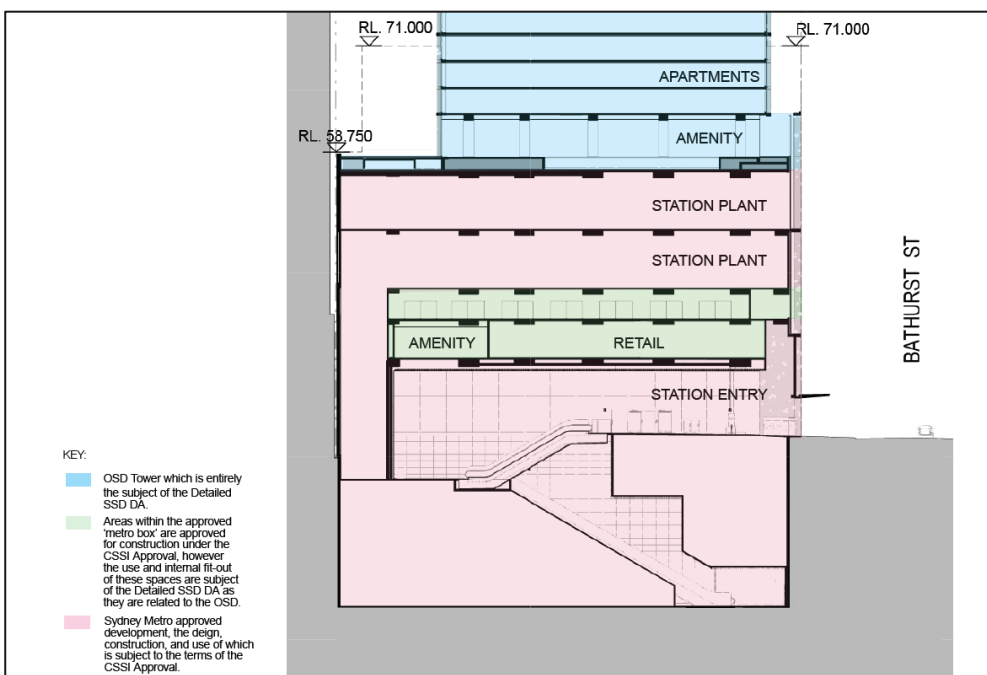 RL. 71.000
RL. 71.000
APARTMENTS
RL. 58.750
AMENITY
STATION PLANT
STATION PLANT
BATHURST ST
AMENITY
RETAIL
STATION ENTRY
KEY:
OSD Tower which is entirely
the subject of the Detailed
SSD DA.
Areas within the approved
'metro box' are approved
for construction under the
CSSI Approval, however
the use and internal fit-out
of these spaces are subject
of the Detailed SSD DA as
they are related to the OSD.
Sydney Metro approved
development, the deign,
construction, and use of which
is subject to the terms of the
CSSI Approval.